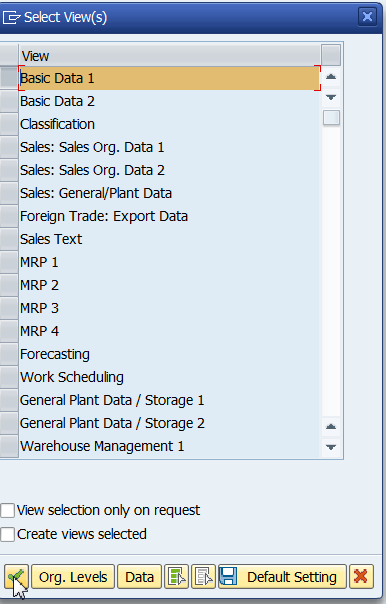 Select View(s)
View
Basic Data 1
Basic Data 2
Classification
Sales: Sales Org. Data 1
Sales: Sales Org. Data 2
Sales: General/Plant Data
Foreign Trade: Export Data
Sales Text
MRP 1
MRP 2
MRP 3
MRP 4
Forecasting
Work Scheduling
General Plant Data / Storage 1
General Plant Data / Storage 2
Warehouse Management 1
View selection only on request
Create views selected
Org. Levels Data Default Setting